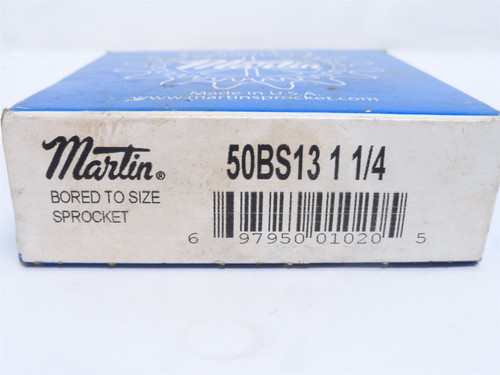 Martin
Made in U.S.A.
www.martinsprocket.com
Martin®
50BS13 1 1/4
BORED TO SIZE
SPROCKET
6 97950 01020 5